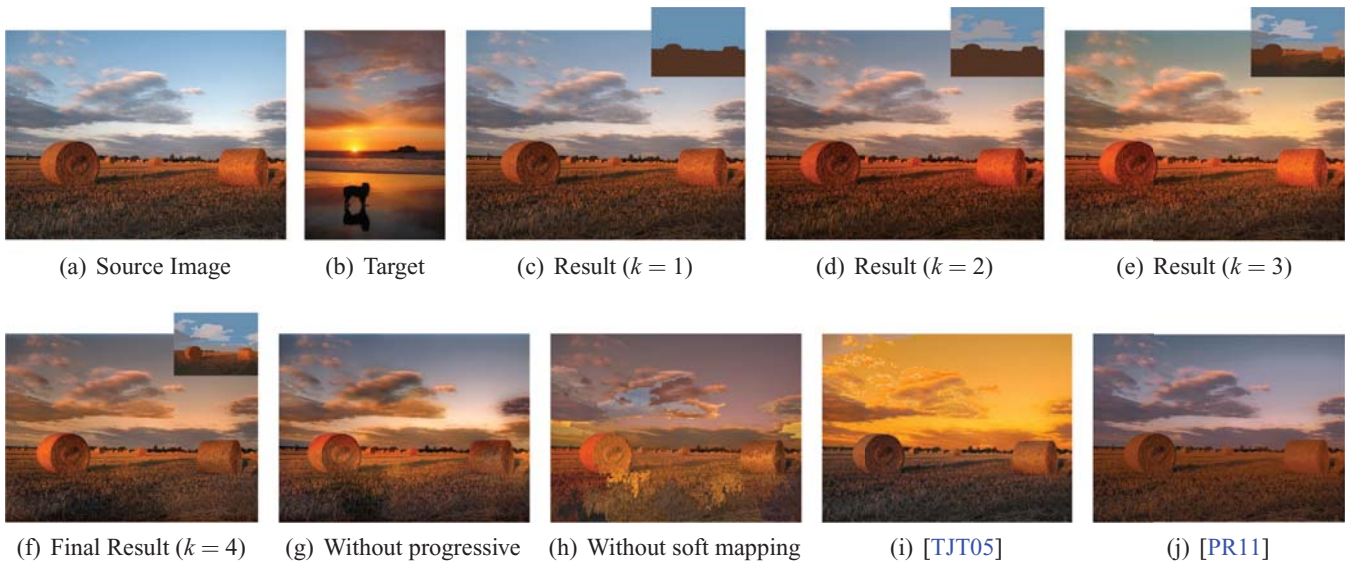 (a) Source Image
(b) Target
(c) Result (k = 1)
(d) Result (k = 2)
(e) Result (k = 3)
(f) Final Result (k = 4)
(g) Without progressive
(h) Without soft mapping
(i) [TJT05]
(j) [PR11]